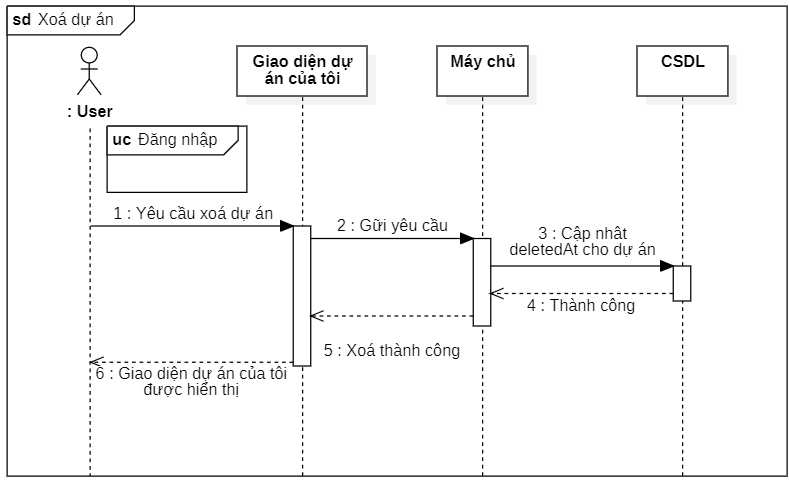 sd Xoá dự án
: User
Giao diện dự
án của tôi
Máy chủ
CSDL
uc Đăng nhập
1 : Yêu cầu xoá dự án
2 : Gũi yêu cầu
3 : Cập nhât
deletedAt cho dự án
4 : Thành công
5 : Xoá thành công
6 : Giao diện dự án của tôi
được hiển thị